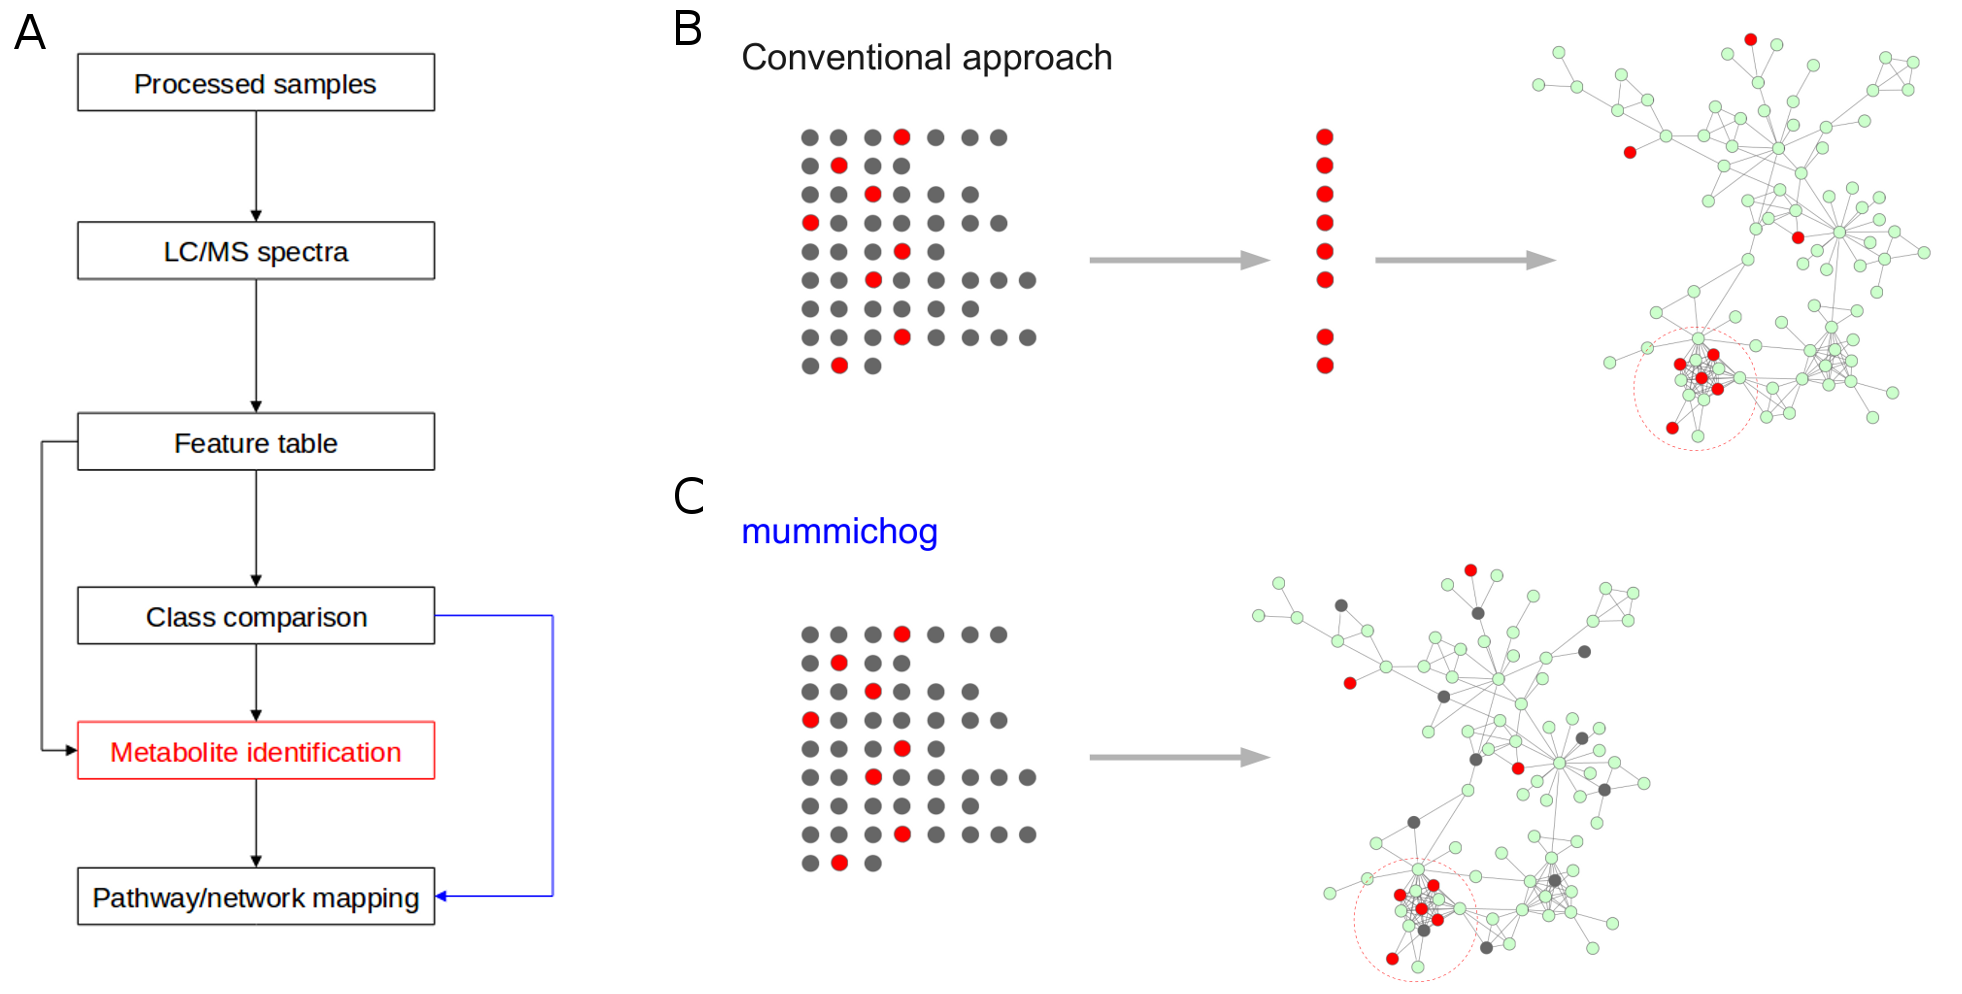 A
Processed samples
LC/MS spectra
Feature table
Class comparison
Metabolite identification
Pathway/network mapping
B
Conventional approach
C
mummichog